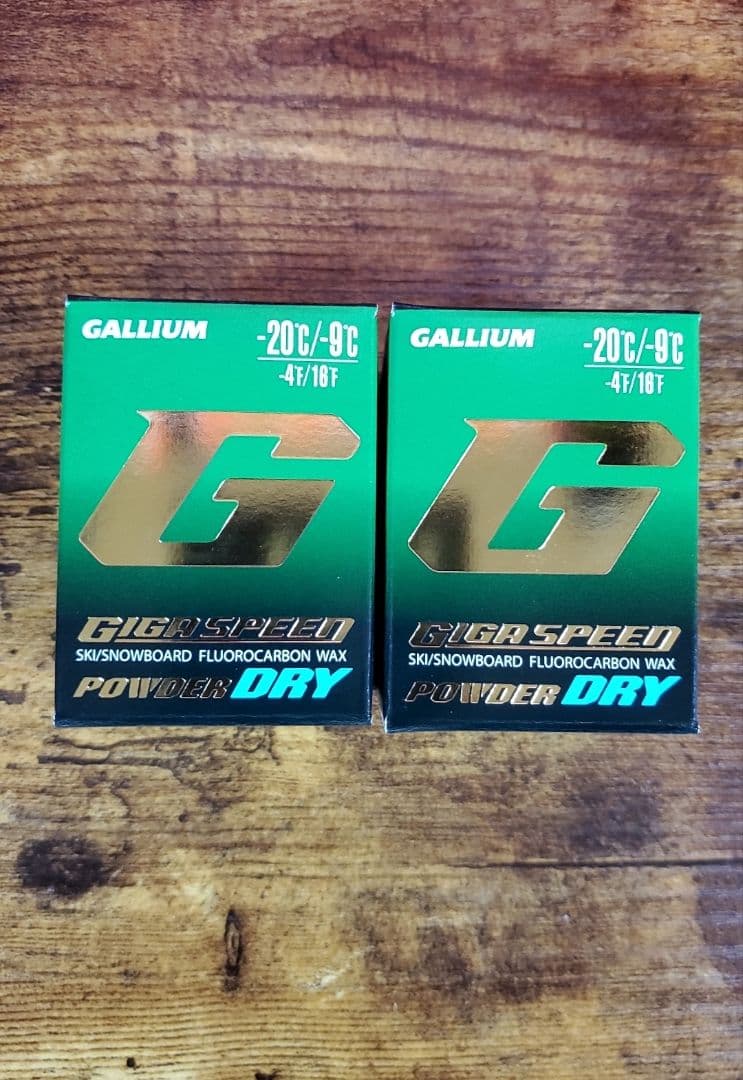 GALLIUM
-20℃/-9℃
-4℉/16℉
G
GIGA SPEED
SKI/SNOWBOARD FLUOROCARBON WAX
POWDER DRY
GALLIUM
-20℃/-9℃
-4℉/16℉
G
GIGA SPEED
SKI/SNOWBOARD FLUOROCARBON WAX
POWDER DRY